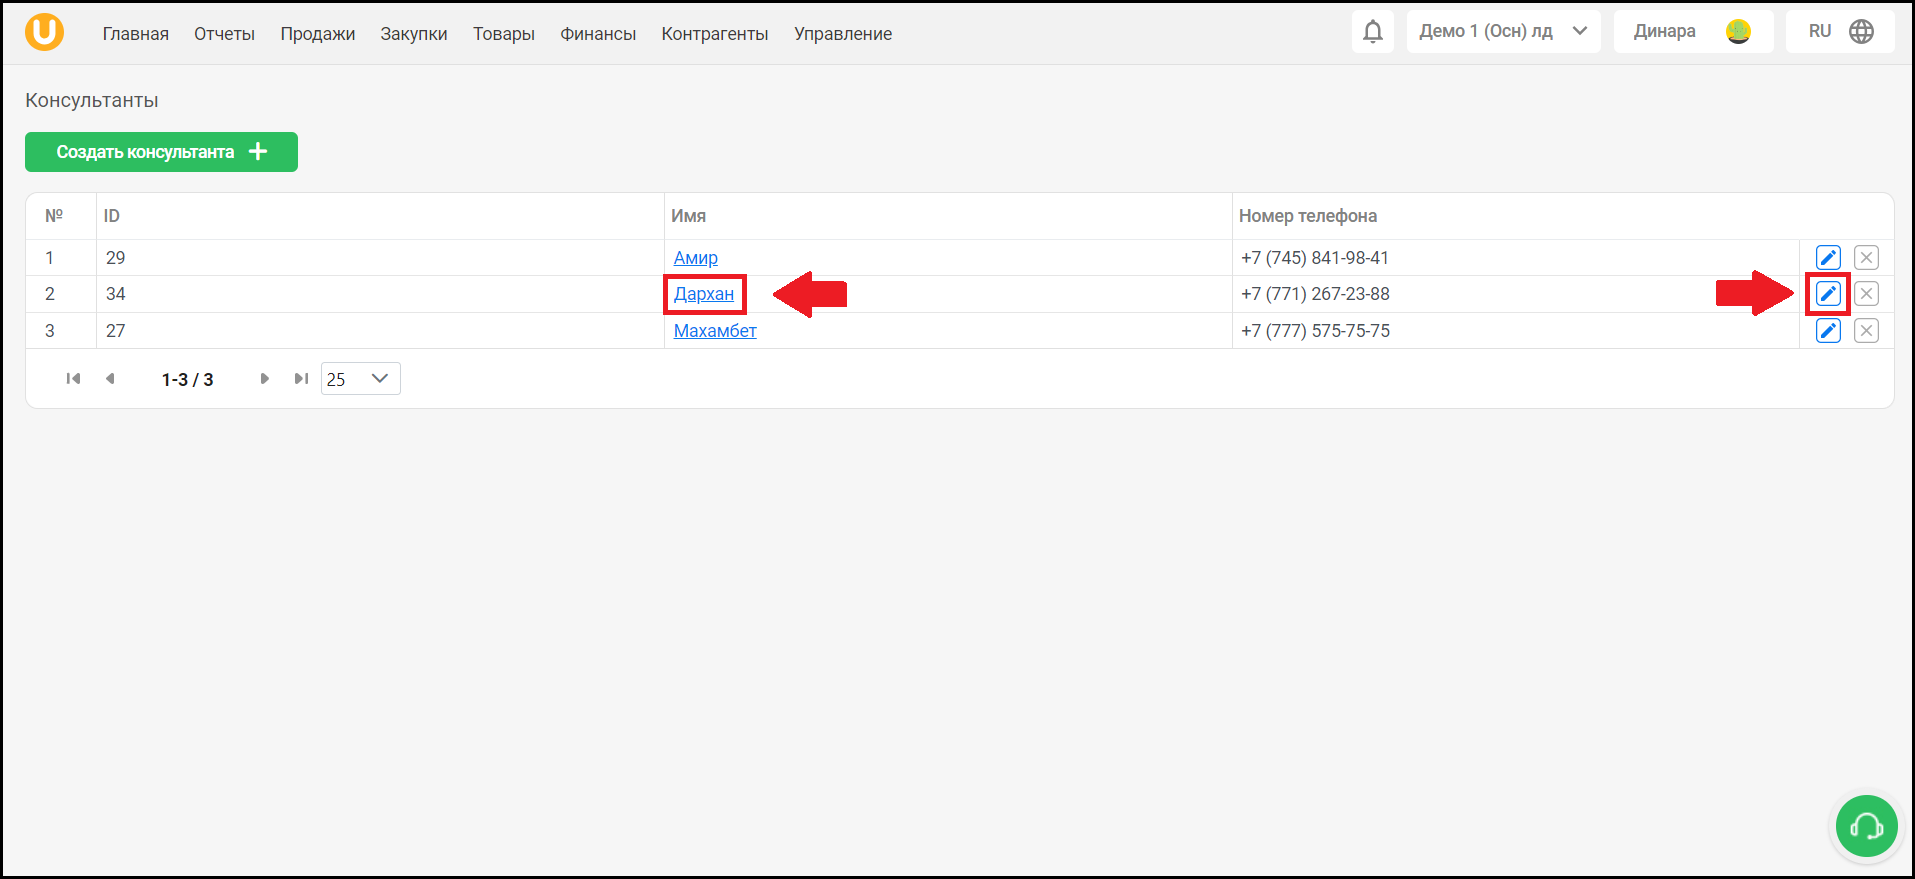 U Главная Отчеты Продажи Закупки Товары Финансы Контрагенты Управление Демо 1 (Осн) лд Динара RU
Консультанты
Создать консультанта +
№ ID Имя Номер телефона
1 29 Амир +7 (745) 841-98-41
2 34 Дархан +7 (771) 267-23-88
3 27 Махамбет +7 (777) 575-75-75
1-3 / 3 25